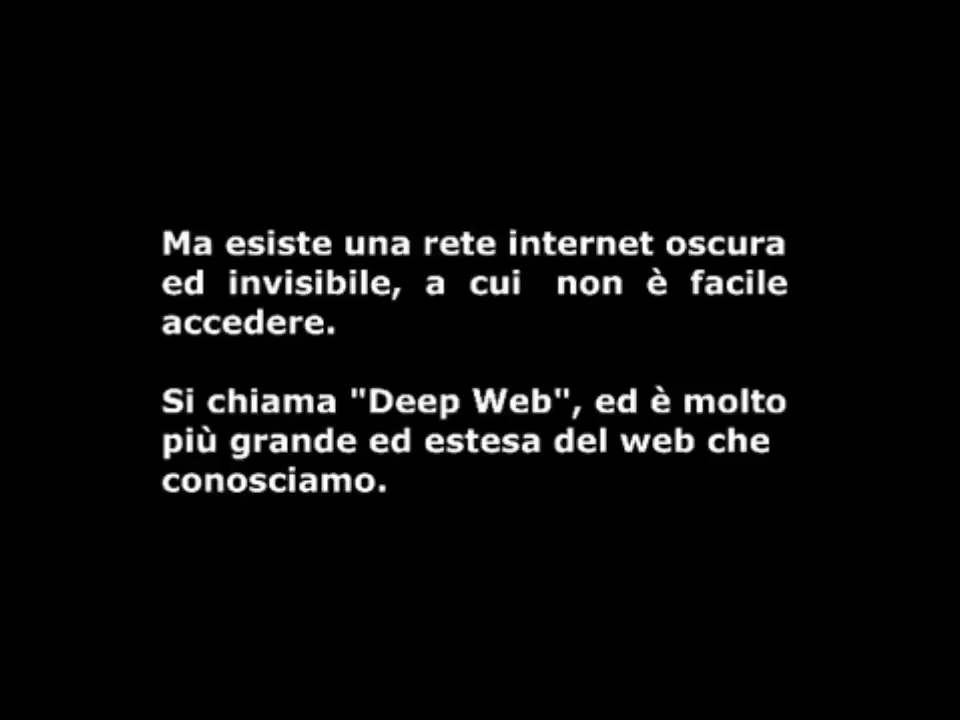 Ma esiste una rete internet oscura
ed invisibile, a cui non è facile
accedere.
Si chiama "Deep Web", ed è molto
più grande ed estesa del web che
conosciamo.